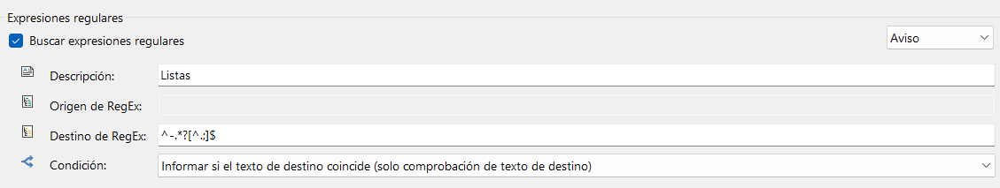 Expresiones regulares
Buscar expresiones regulares
Aviso
Descripción: Listas
Origen de RegEx:
Destino de RegEx: ^-.*?[^.;]$
Condición: Informar si el texto de destino coincide (solo comprobación de texto de destino)